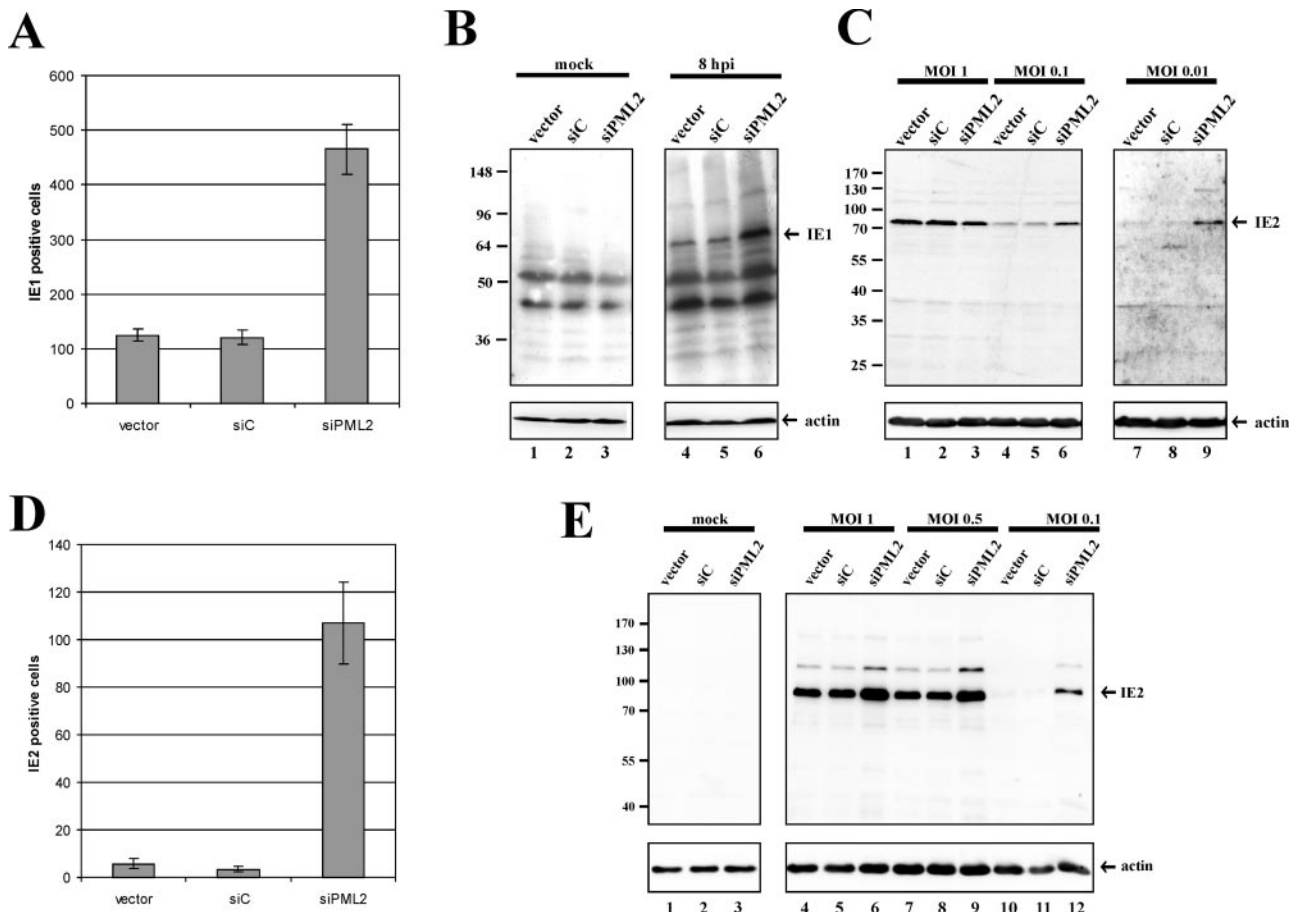 A
600
500
400
300
200
100
0
IE1 positive cells
vector siC siPML2
B
mock 8 hpi
vector siC siPML2 vector siC siPML2
148
96
64
50
36
IE1
actin
1 2 3 4 5 6
C
MOI 1 MOI 0.1 MOI 0.01
vector siC siPML2 vector siC siPML2 vector siC siPML2
170
130
100
70
55
40
35
25
IE2
actin
1 2 3 4 5 6 7 8 9
D
140
120
100
80
60
40
20
0
IE2 positive cells
vector siC siPML2
E
mock MOI 1 MOI 0.5 MOI 0.1
vector siC siPML2 vector siC siPML2 vector siC siPML2 vector siC siPML2
170
130
100
70
55
40
IE2
actin
1 2 3 4 5 6 7 8 9 10 11 12